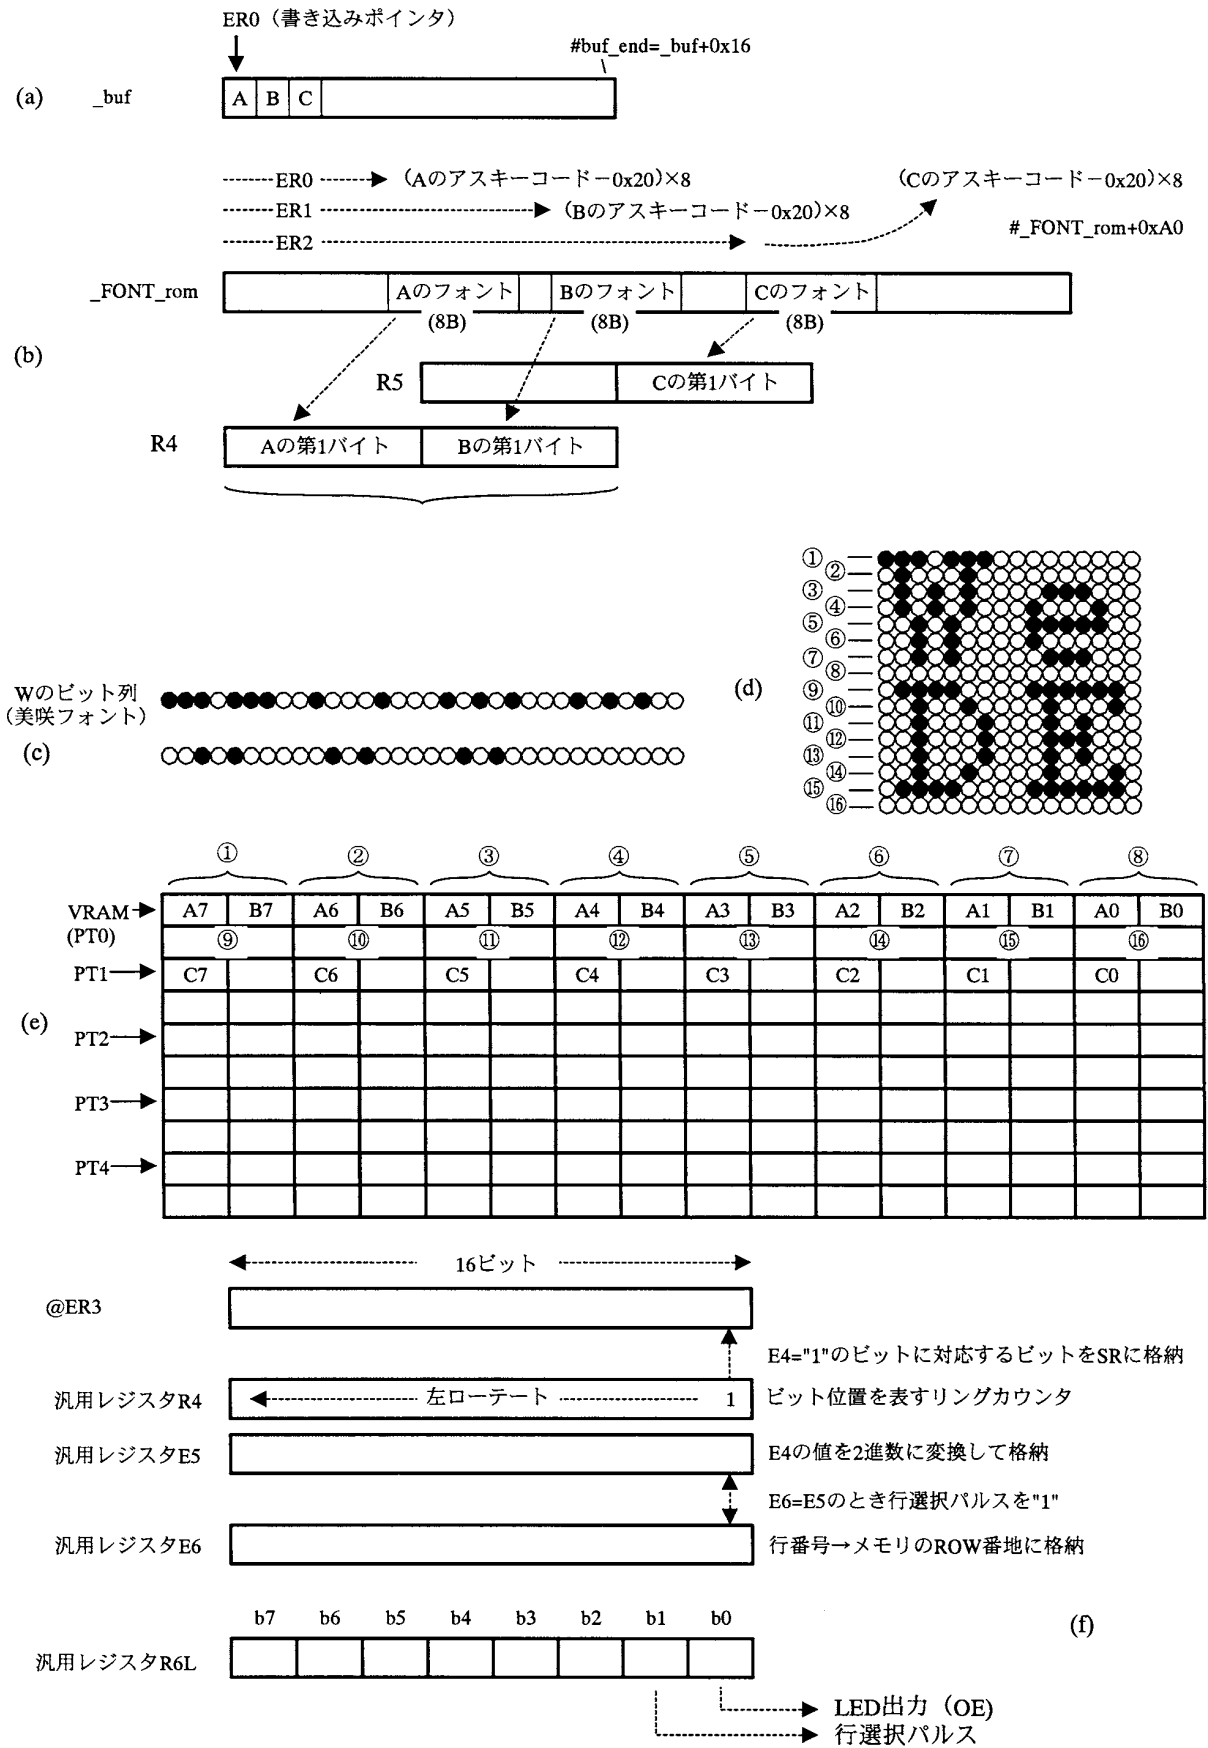 ER0（書き込みポインタ）
#buf_end=_buf+0x16
(a) _buf A B C
ER0 (Aのアスキーコード－0x20)×8 (Cのアスキーコード－0x20)×8
ER1 (Bのアスキーコード－0x20)×8
#_FONT_rom+0xA0
ER2
_FONT_rom Aのフォント Bのフォント Cのフォント
(8B) (8B) (8B)
(b)
R5 Cの第1バイト
R4 Aの第1バイト Bの第1バイト
①
②
③
④
⑤
⑥
⑦
⑧
⑨
⑩
⑪
⑫
⑬
⑭
⑮
⑯
(d)
Wのビット列
（美咲フォント）
(c)
① ② ③ ④ ⑤ ⑥ ⑦ ⑧
VRAM A7 B7 A6 B6 A5 B5 A4 B4 A3 B3 A2 B2 A1 B1 A0 B0
(PT0) ⑨ ⑩ ⑪ ⑫ ⑬ ⑭ ⑮ ⑯
PT1 C7 C6 C5 C4 C3 C2 C1 C0
(e)
PT2
PT3
PT4
16ビット
@ER3
E4="1"のビットに対応するビットをSRに格納
汎用レジスタR4 左ローテート 1 ビット位置を表すリングカウンタ
汎用レジスタE5 E4の値を2進数に変換して格納
E6=E5のとき行選択パルスを"1"
汎用レジスタE6 行番号→メモリのROW番地に格納
b7 b6 b5 b4 b3 b2 b1 b0
(f)
汎用レジスタR6L
LED出力（OE)
行選択パルス